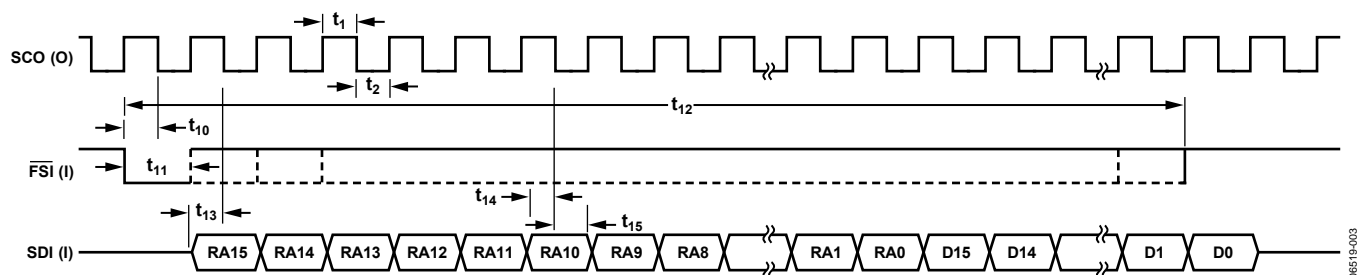 t1
SCO (O)
t2
t12
t10
FSI (I)
t11
t14
t13
t15
SDI (I)
RA15 RA14 RA13 RA12 RA11 RA10 RA9 RA8 RA1 RA0 D15 D14 D1 D0
06519-003